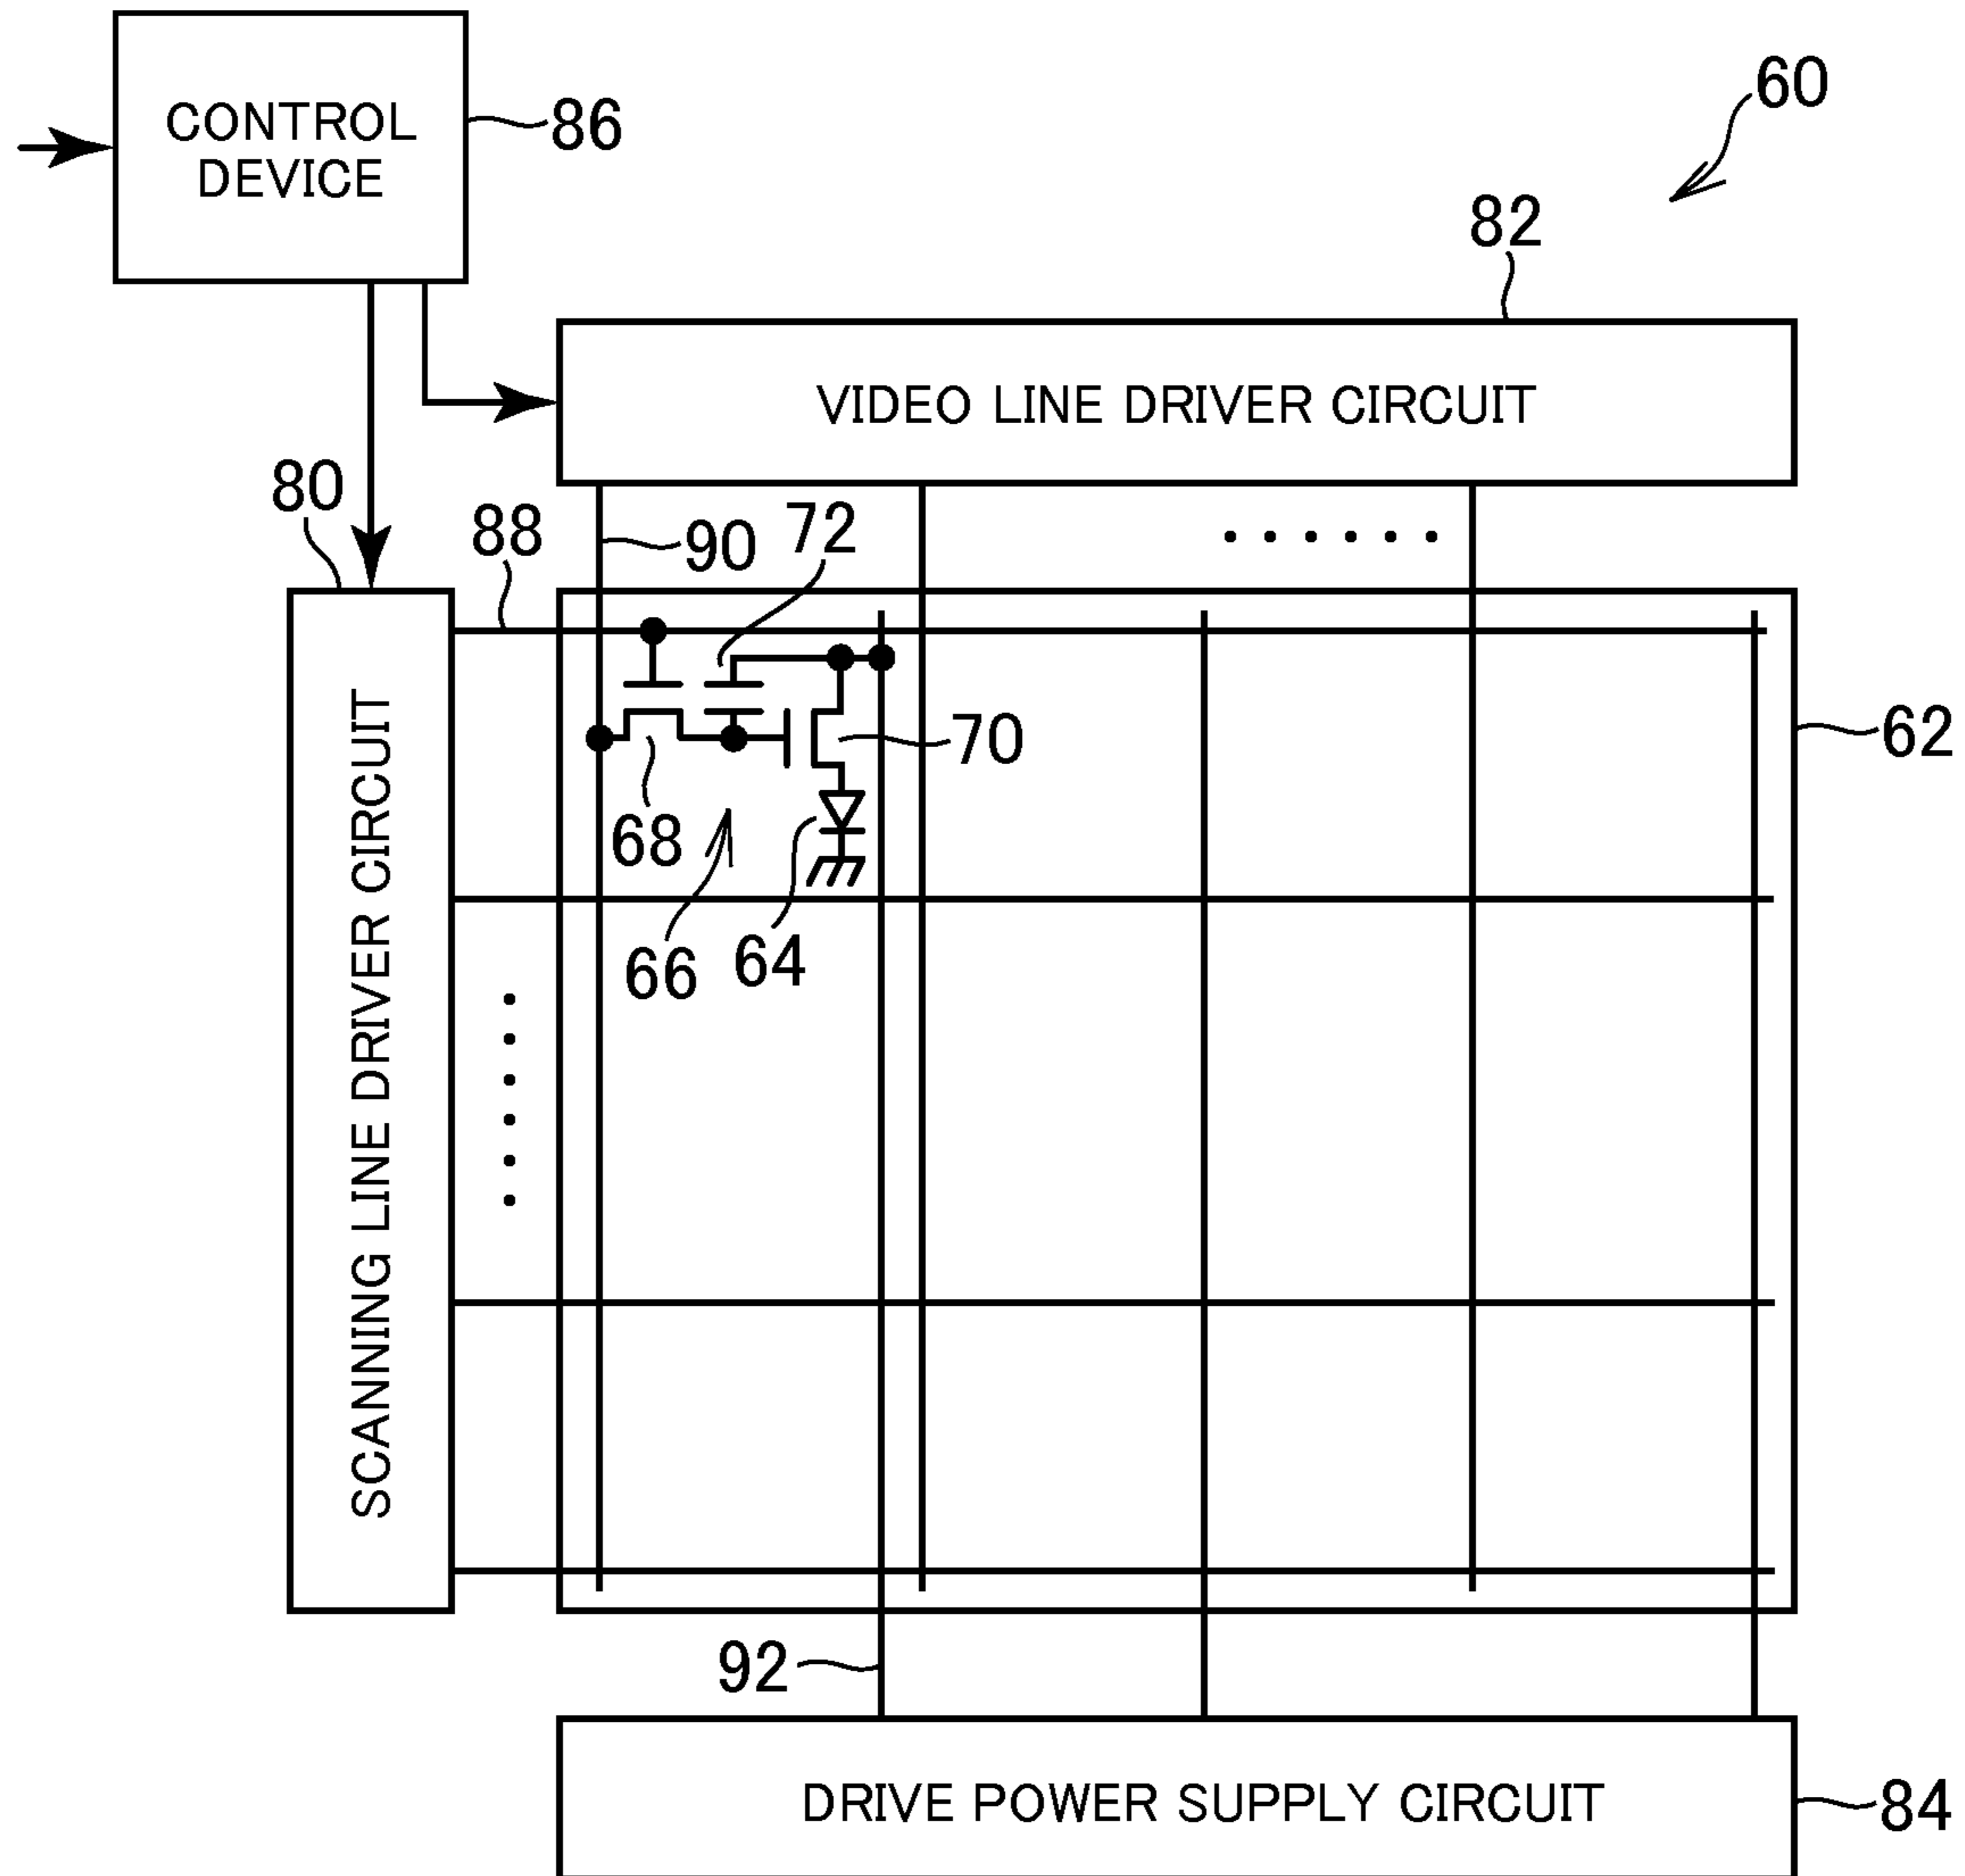 CONTROL
DEVICE
86
60
82
VIDEO LINE DRIVER CIRCUIT
80
88
90
72
SCANNING LINE DRIVER CIRCUIT
70
62
68
66
64
92
DRIVE POWER SUPPLY CIRCUIT
84